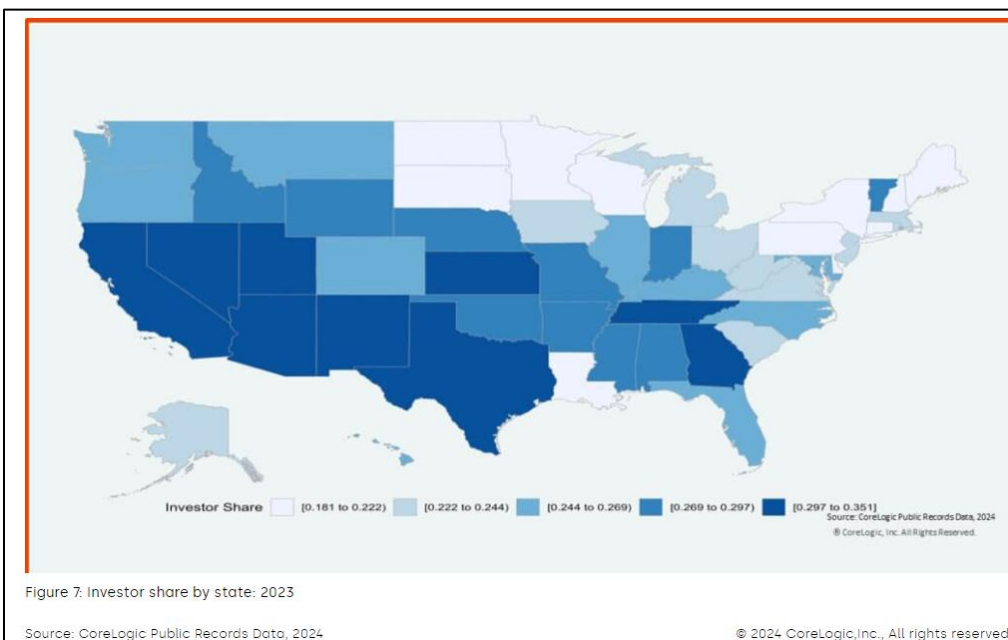 Investor Share [0.181 to 0.222) [0.222 to 0.244) [0.244 to 0.269) [0.269 to 0.297) [0.297 to 0.351]
Source: CoreLogic Public Records Data, 2024
® CoreLogic, Inc. All Rights Reserved.
Figure 7: Investor share by state: 2023
Source: CoreLogic Public Records Data, 2024 © 2024 CoreLogic,Inc., All rights reserved